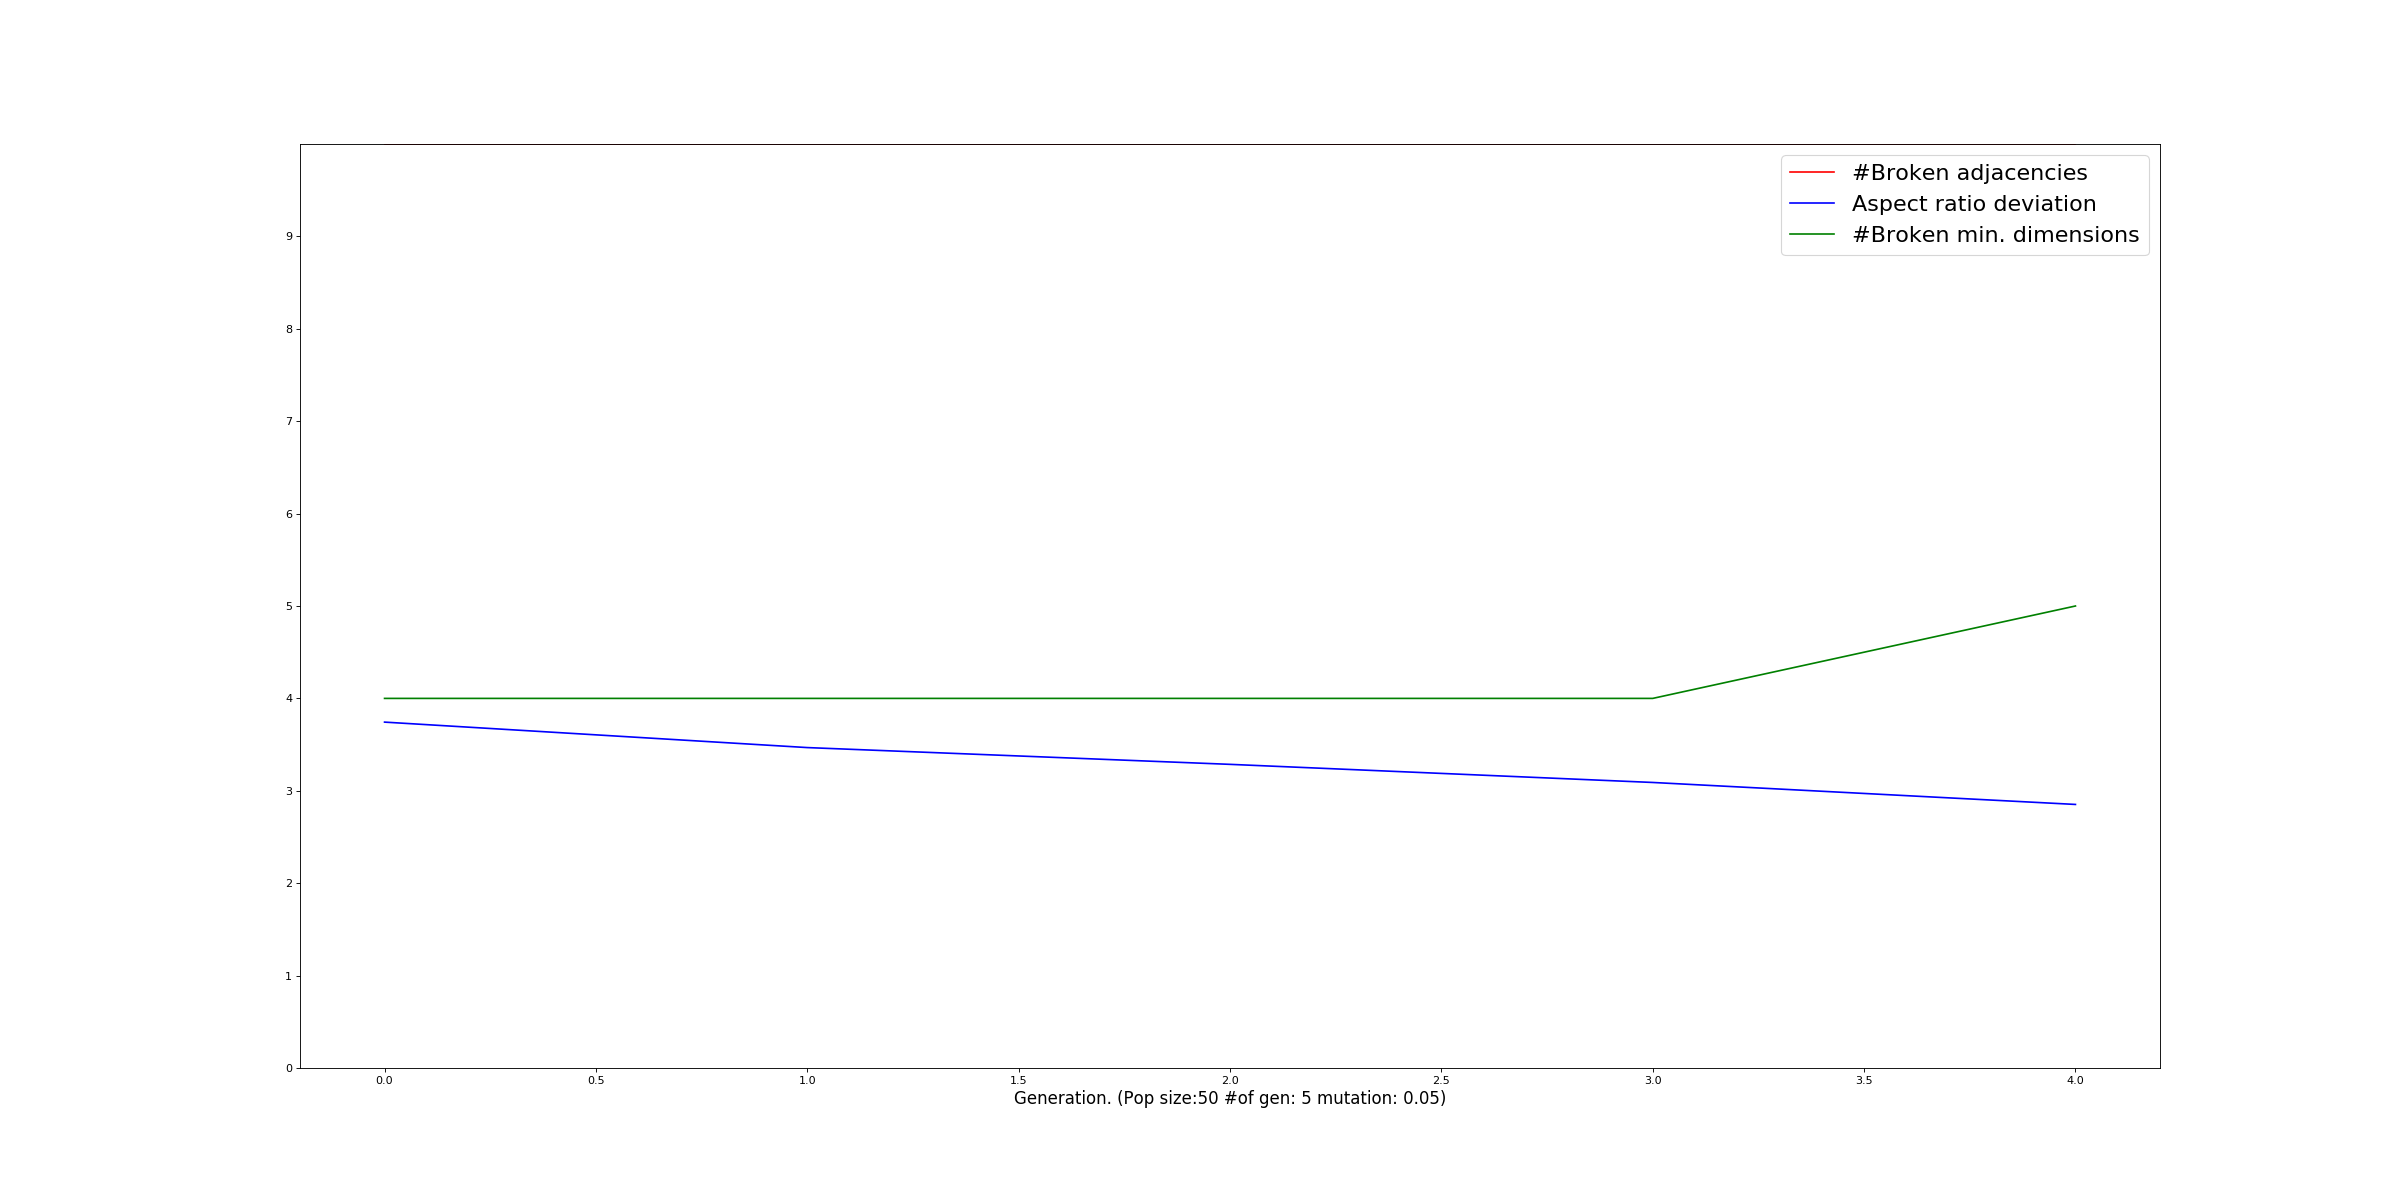 #Broken adjacencies
Aspect ratio deviation
#Broken min. dimensions
9
8
7
6
5
4
3
2
1
0
0.0 0.5 1.0 1.5 2.0 2.5 3.0 3.5 4.0
Generation. (Pop size:50 #of gen: 5 mutation: 0.05)